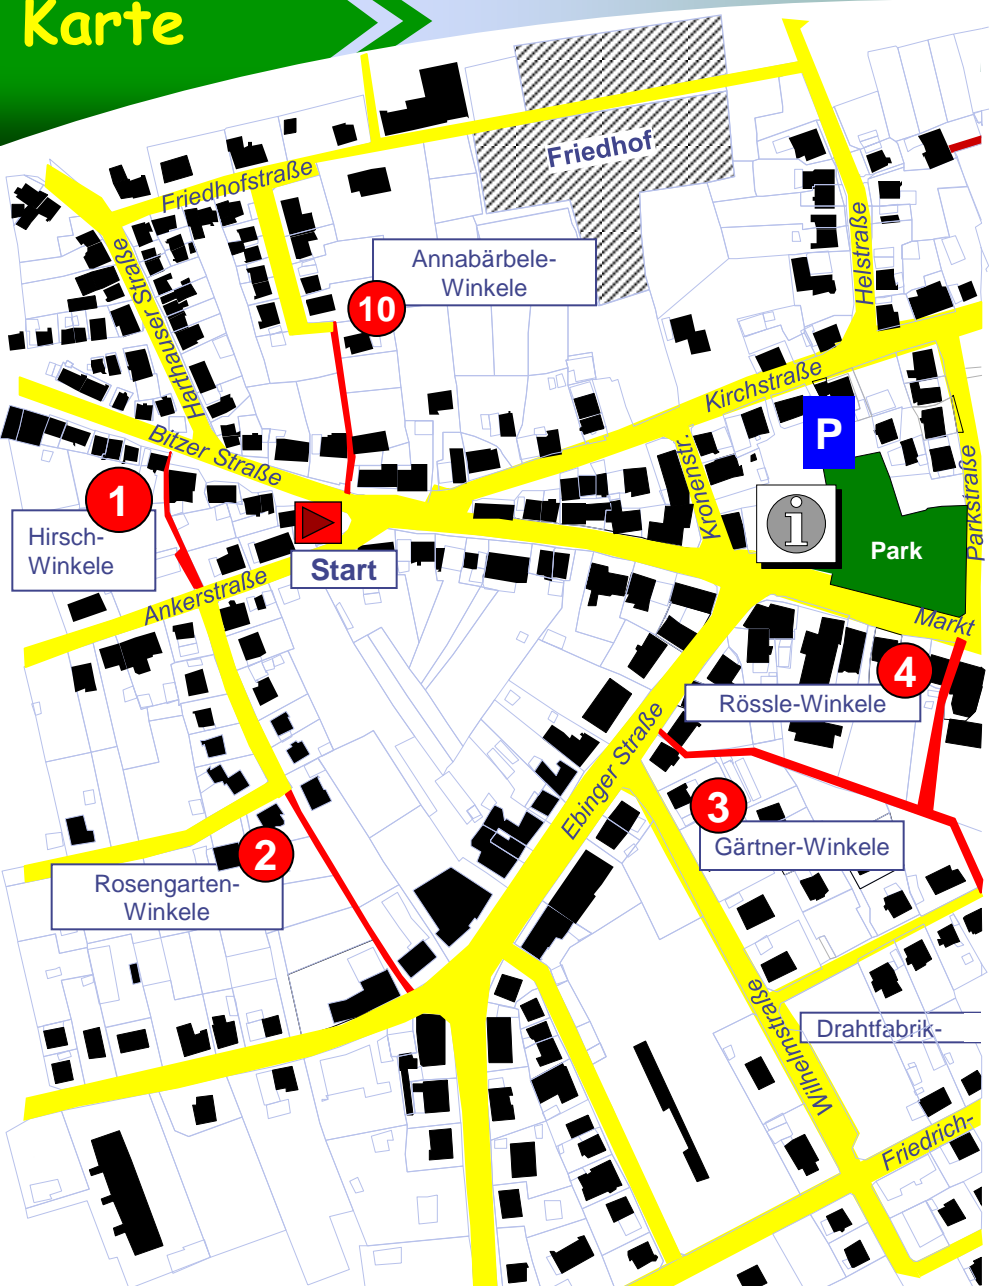 Karte
Friedhof
Friedhofstraße
Harthauser Straße
Helstraße
Annabärbele-
Winkele
10
Kirchstraße
P
Bitzer Straße
Kronenstr.
Parkstraße
1
i
Hirsch-
Winkele
Start
Park
Ankerstraße
Markt
4
Rössle-Winkele
Ebinger Straße
3
Gärtner-Winkele
2
Rosengarten-
Winkele
Wilhelmstraße
Drahtfabrik-
Friedrich-